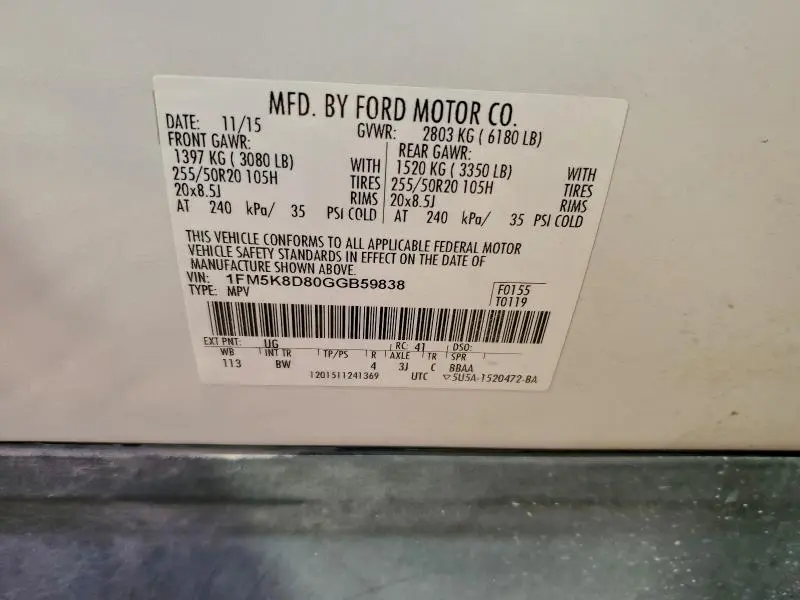 MFD. BY FORD MOTOR CO.
DATE: 11/15 GVWR: 2803 KG ( 6180 LB)
FRONT GAWR: REAR GAWR:
1397 KG ( 3080 LB) WITH 1520 KG ( 3350 LB) WITH
255/50R20 105H TIRES 255/50R20 105H TIRES
20x8.5J RIMS 20x8.5J RIMS
AT 240 kPa/ 35 PSI COLD AT 240 kPa/ 35 PSI COLD
THIS VEHICLE CONFORMS TO ALL APPLICABLE FEDERAL MOTOR
VEHICLE SAFETY STANDARDS IN EFFECT ON THE DATE OF
MANUFACTURE SHOWN ABOVE.
VIN: 1FM5K8D80GGB59838 F0155
TYPE: MPV T0119
EXT PNT: UG RC: 41 DSO:
WB INT TR TP/PS R AXLE TR SPR
113 BW 4 3J C BBAA
1201511241369 UTC ▽5U5A-1520472-BA